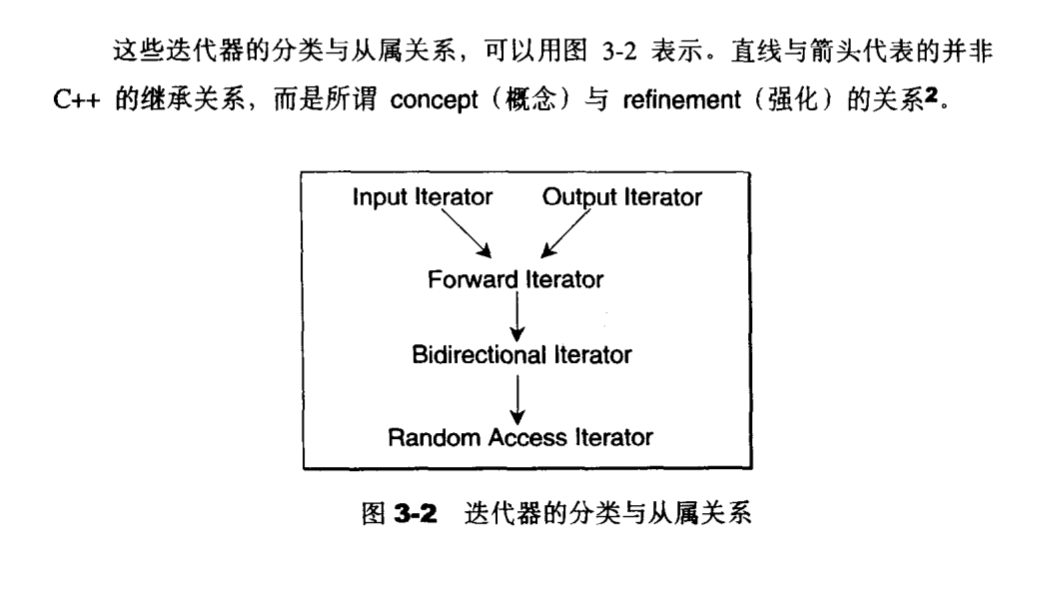 这些迭代器的分类与从属关系，可以用图 3-2 表示。直线与箭头代表的并非
C++ 的继承关系，而是所谓 concept（概念）与 refinement（强化）的关系2。
Input Iterator Output Iterator
Forward Iterator
Bidirectional Iterator
Random Access Iterator
图 3-2 迭代器的分类与从属关系